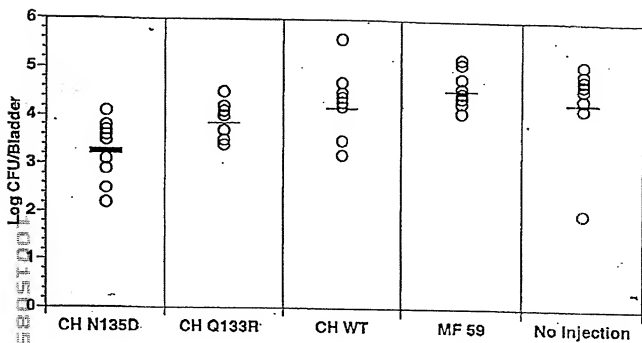 6
5
4
3
2
1
0
Log CFU/Bladder
CH N135D
CH Q133R
CH WT
MF 59
No Injection